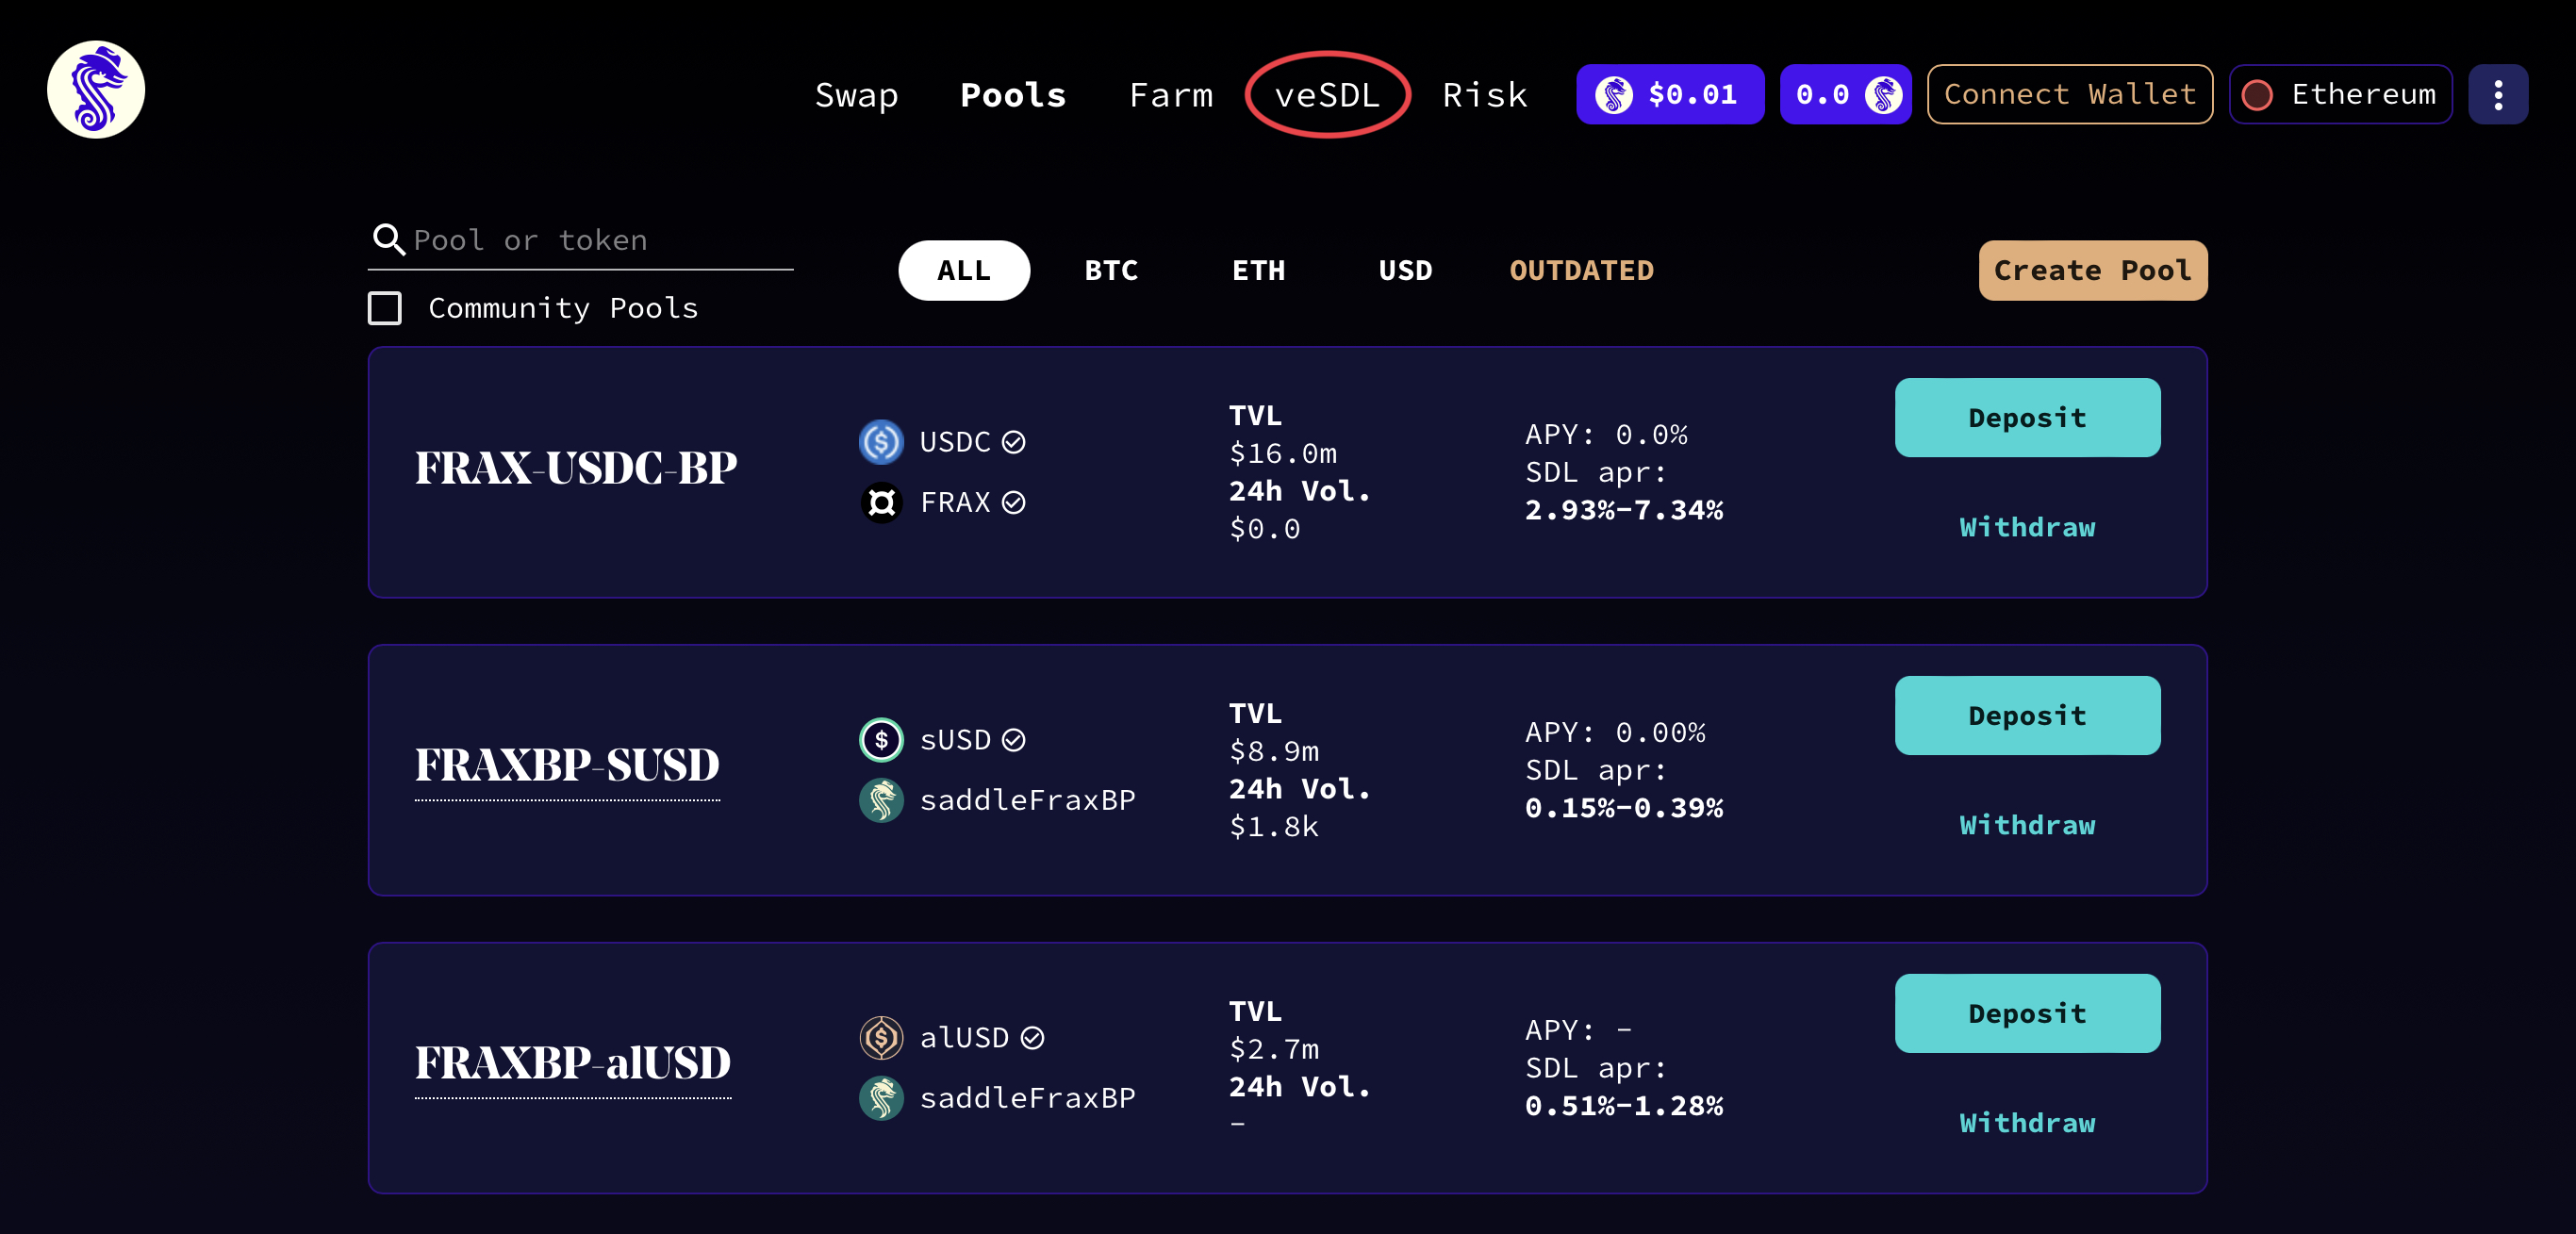 Swap Pools Farm veSDL Risk $0.01 0.0 Connect Wallet Ethereum
Pool or token
ALL BTC ETH USD OUTDATED Create Pool
Community Pools
FRAX-USDC-BP
USDC
FRAX
TVL
$16.0m
24h Vol.
$0.0
APY: 0.0%
SDL apr:
2.93%-7.34%
Deposit
Withdraw
FRAXBP-SUSD
sUSD
saddleFraxBP
TVL
$8.9m
24h Vol.
$1.8k
APY: 0.00%
SDL apr:
0.15%-0.39%
Deposit
Withdraw
FRAXBP-alUSD
alUSD
saddleFraxBP
TVL
$2.7m
24h Vol.
-
APY: -
SDL apr:
0.51%-1.28%
Deposit
Withdraw